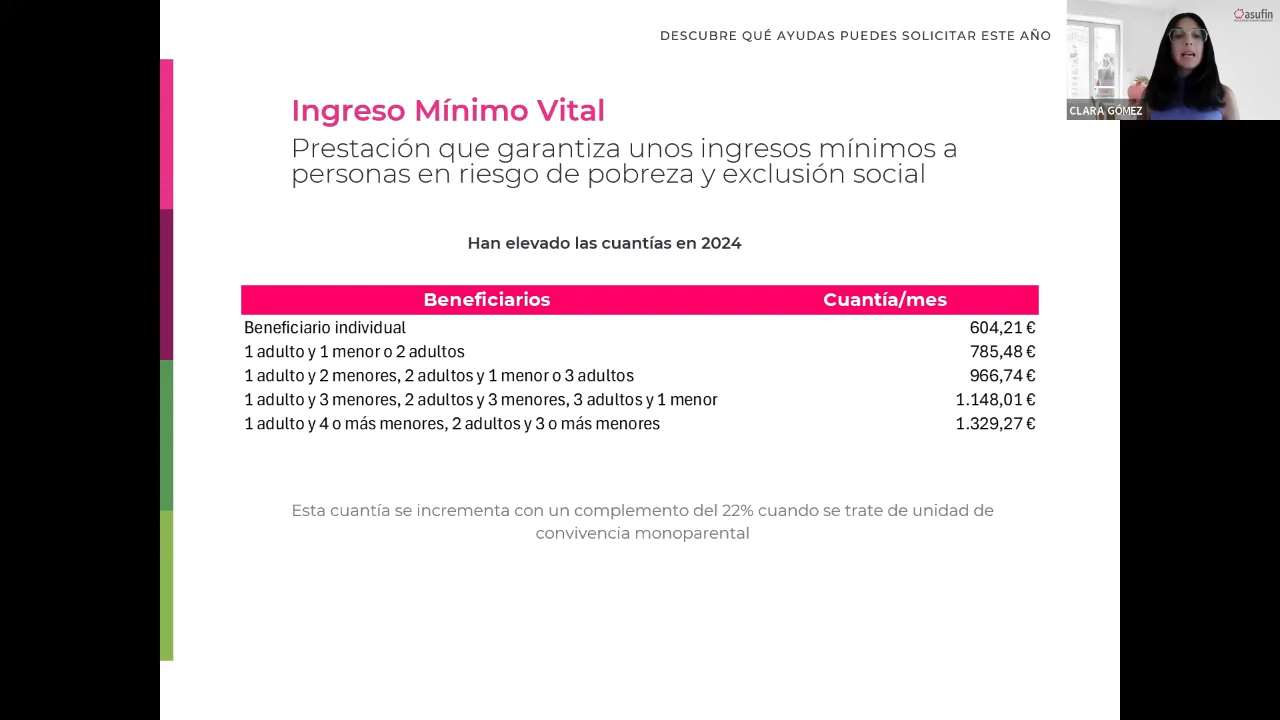 DESCUBRE QUÉ AYUDAS PUEDES SOLICITAR ESTE AÑO
asufin
CLARA GÓMEZ
Ingreso Mínimo Vital
Prestación que garantiza unos ingresos mínimos a
personas en riesgo de pobreza y exclusión social
Han elevado las cuantías en 2024
Beneficiarios Cuantía/mes
Beneficiario individual 604,21 €
1 adulto y 1 menor o 2 adultos 785,48 €
1 adulto y 2 menores, 2 adultos y 1 menor o 3 adultos 966,74 €
1 adulto y 3 menores, 2 adultos y 3 menores, 3 adultos y 1 menor 1.148,01 €
1 adulto y 4 o más menores, 2 adultos y 3 o más menores 1.329,27 €
Esta cuantía se incrementa con un complemento del 22% cuando se trate de unidad de
convivencia monoparental